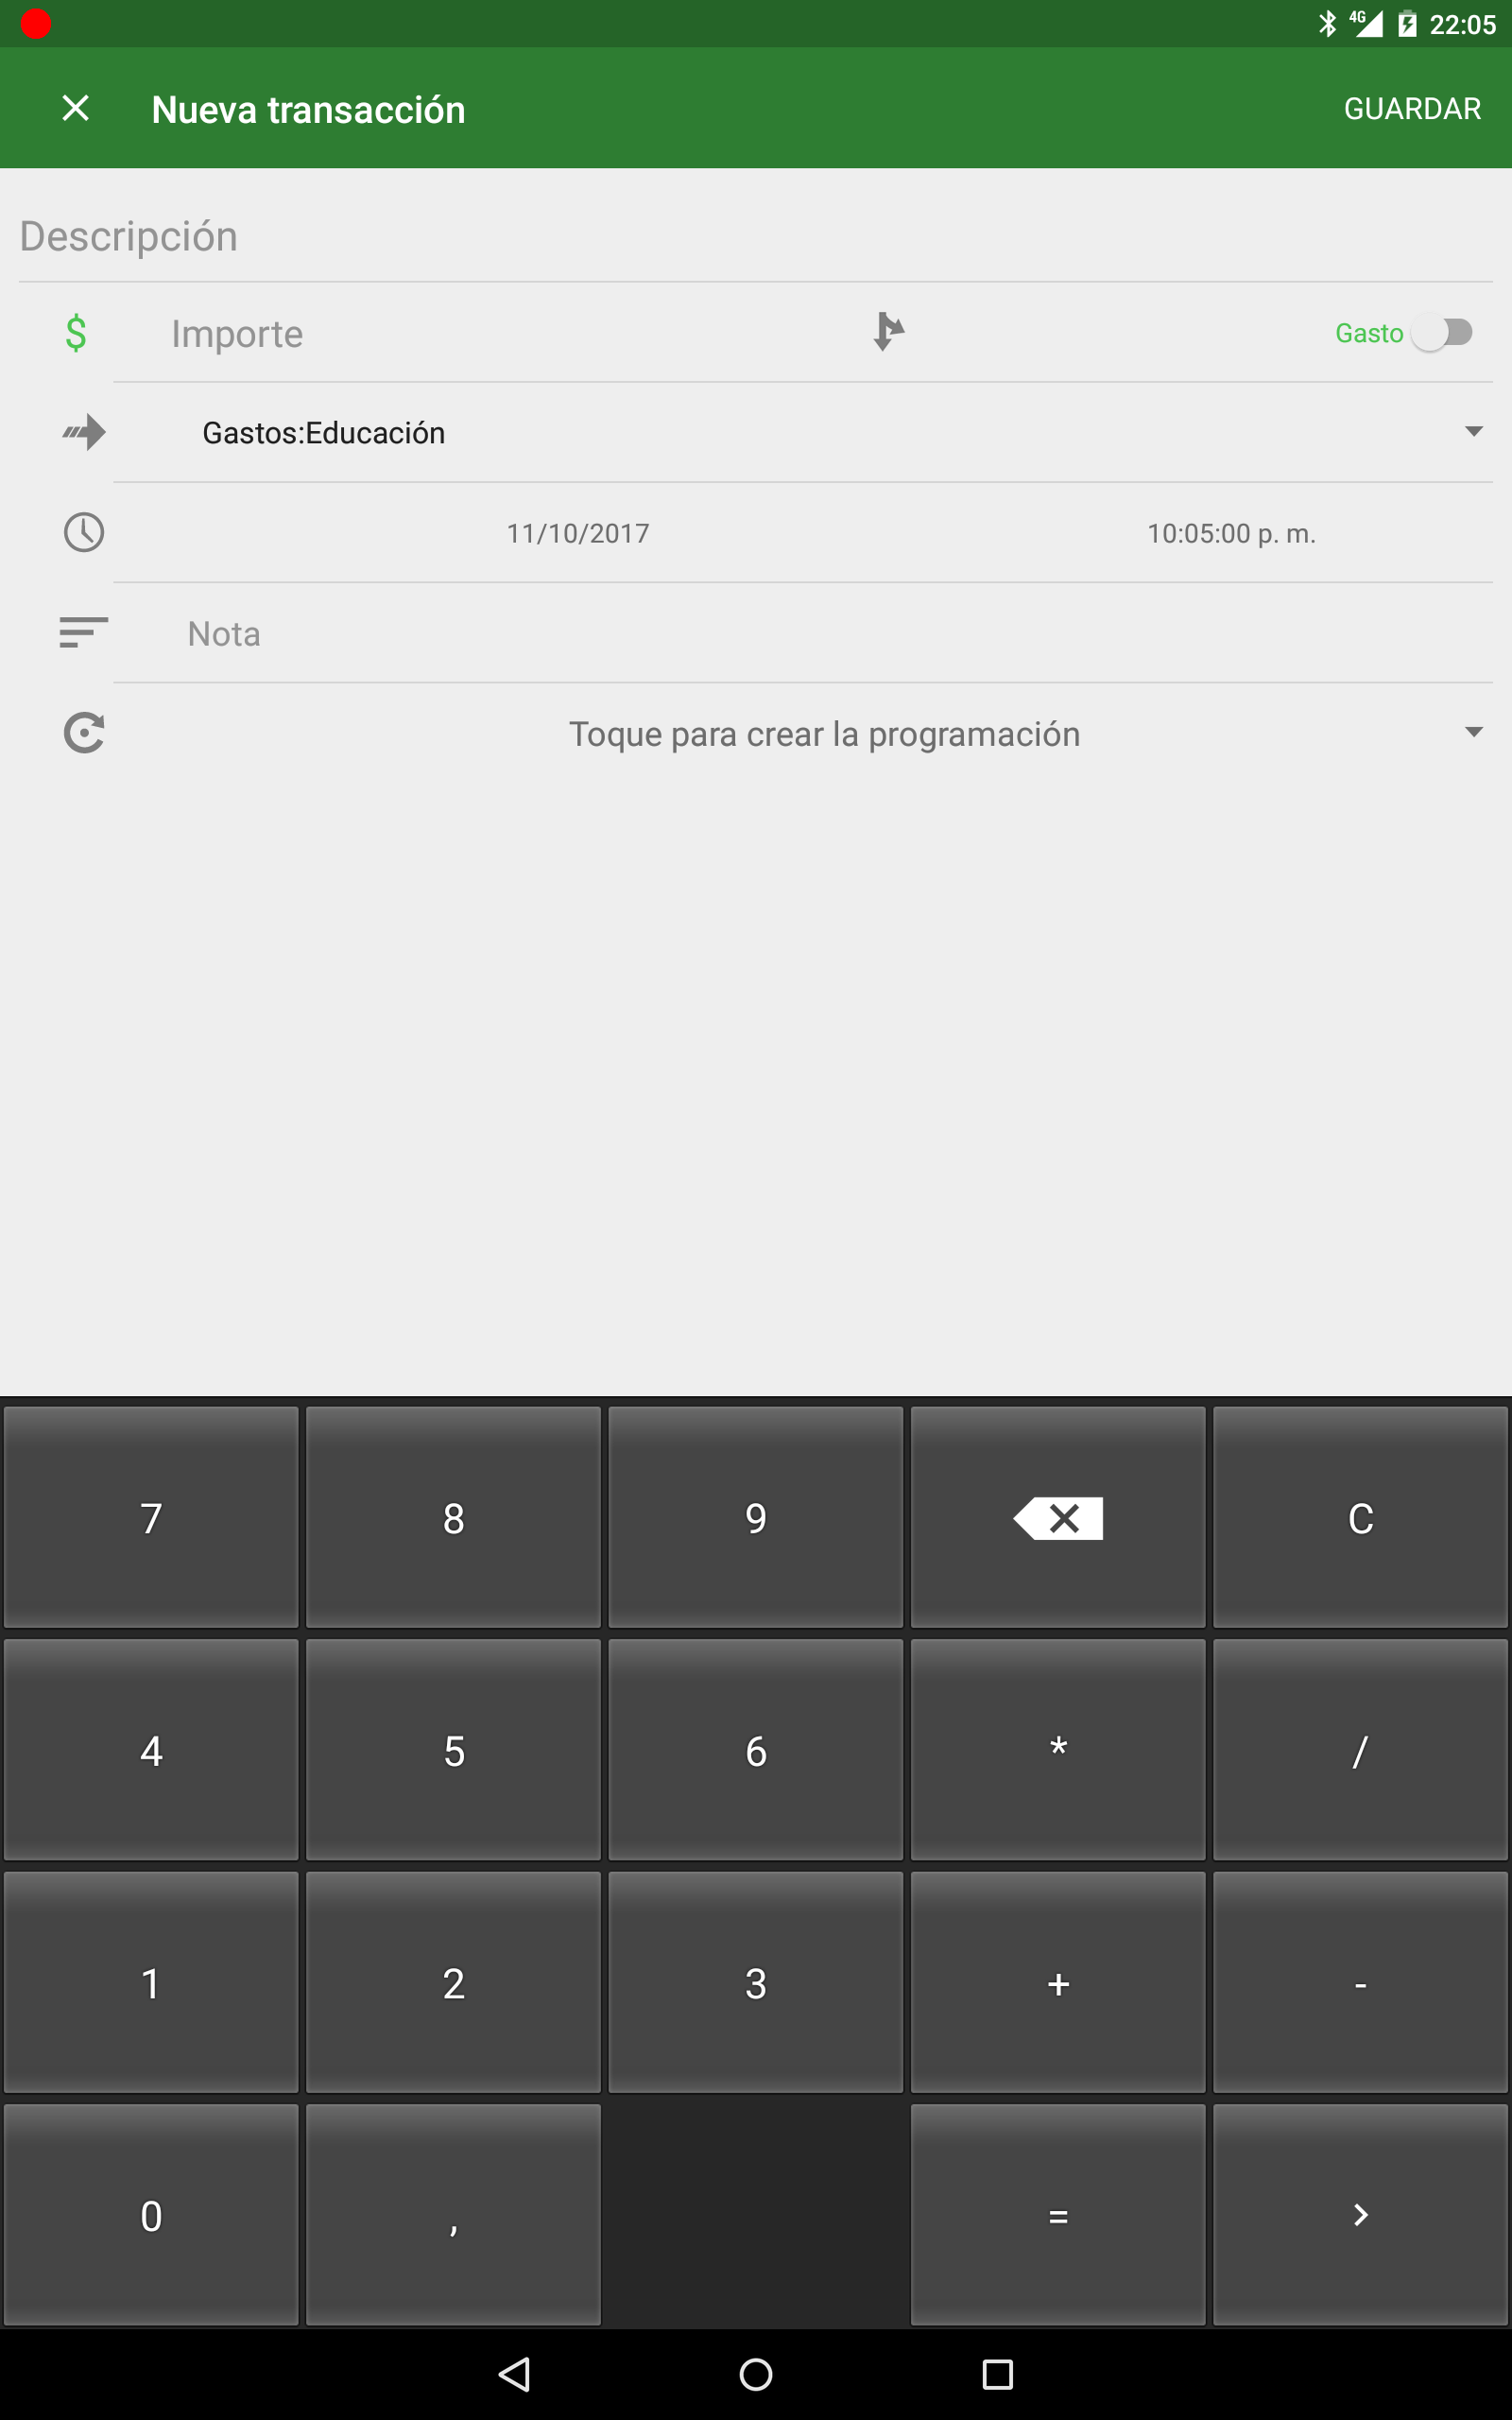 4G 22:05
Nueva transacción GUARDAR
Descripción
$ Importe Gasto
Gastos:Educación
11/10/2017 10:05:00 p. m.
Nota
Toque para crear la programación
7 8 9 C
4 5 6 * /
1 2 3 + -
0 , = >